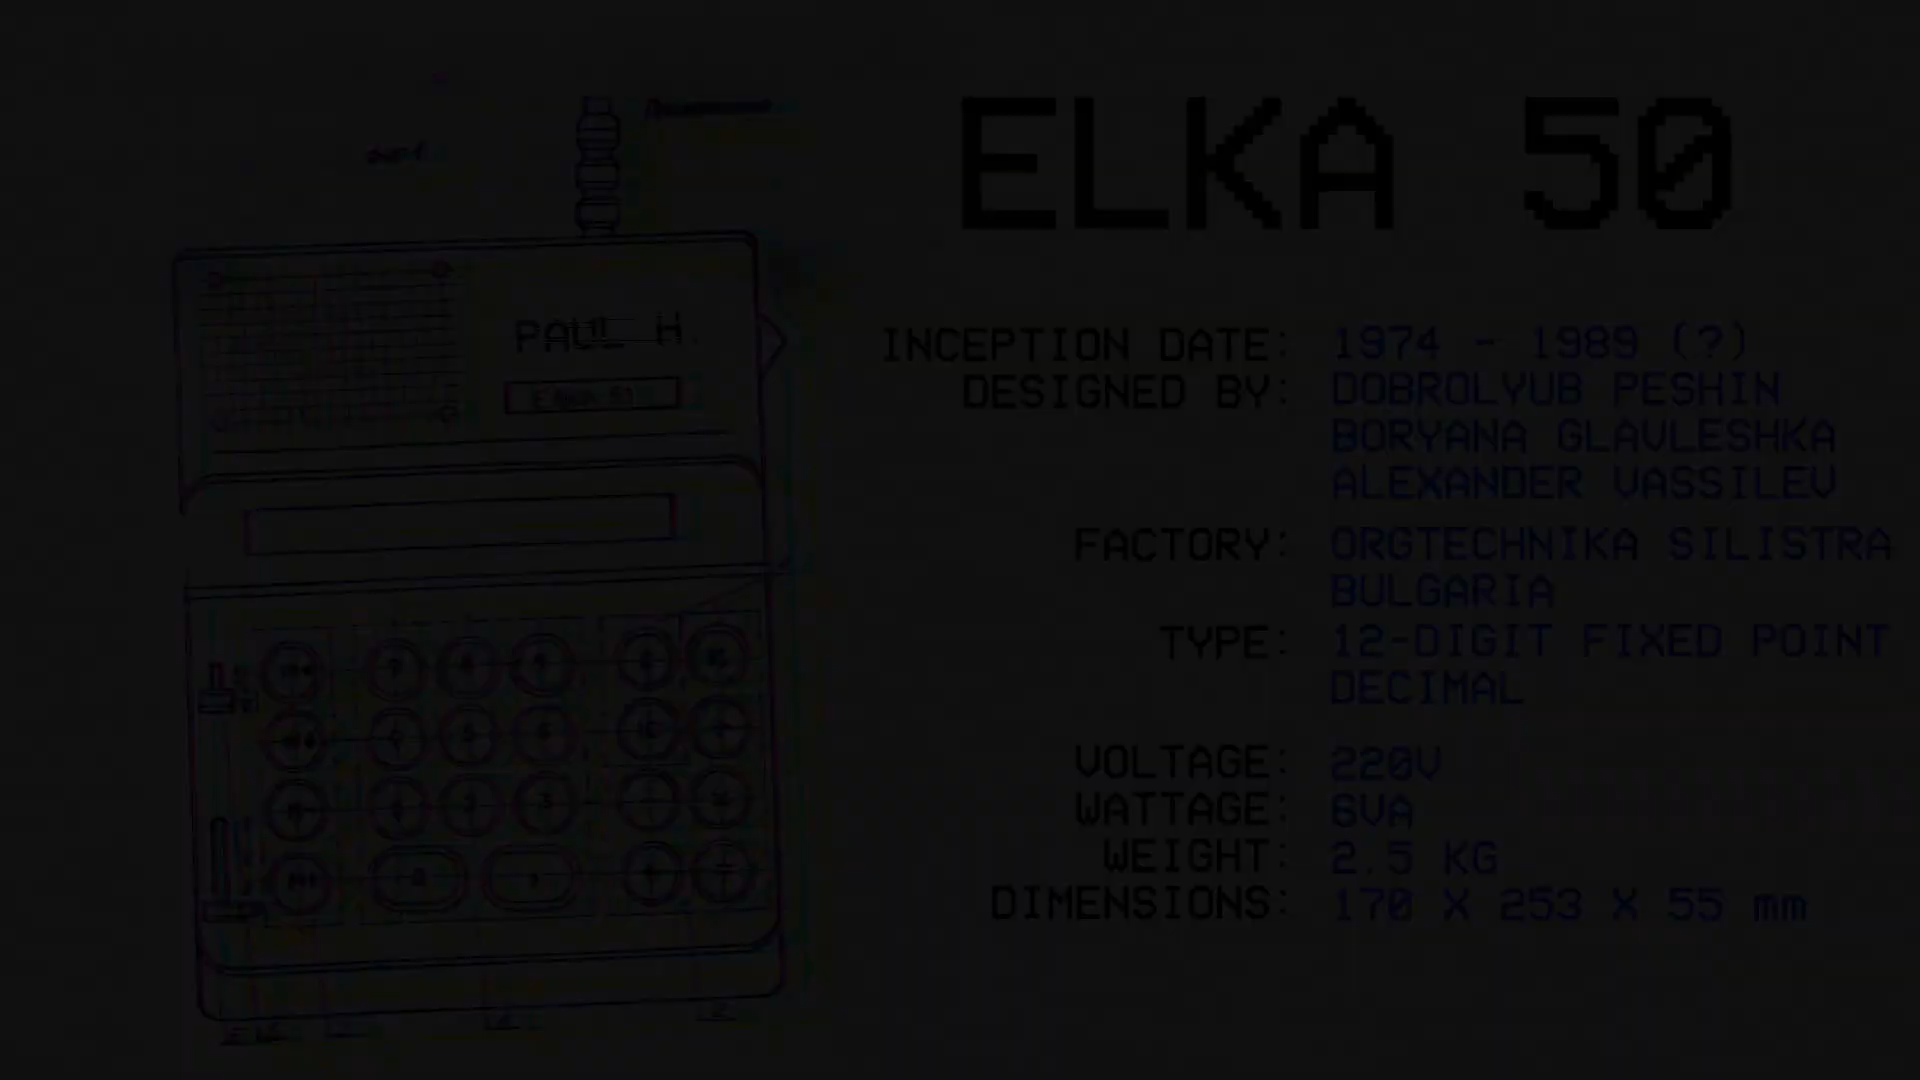 ELKA 50
PAUL H.
INCEPTION DATE: 1974 - 1989 (?)
DESIGNED BY: DOBROLYUB PESHIN
BORYANA GLAVLESHKA
ALEXANDER VASSILEV
FACTORY: ORGTECHNIKA SILISTRA
BULGARIA
TYPE: 12-DIGIT FIXED POINT
DECIMAL
VOLTAGE: 220V
WATTAGE: 6VA
WEIGHT: 2.5 KG
DIMENSIONS: 170 X 253 X 55 mm